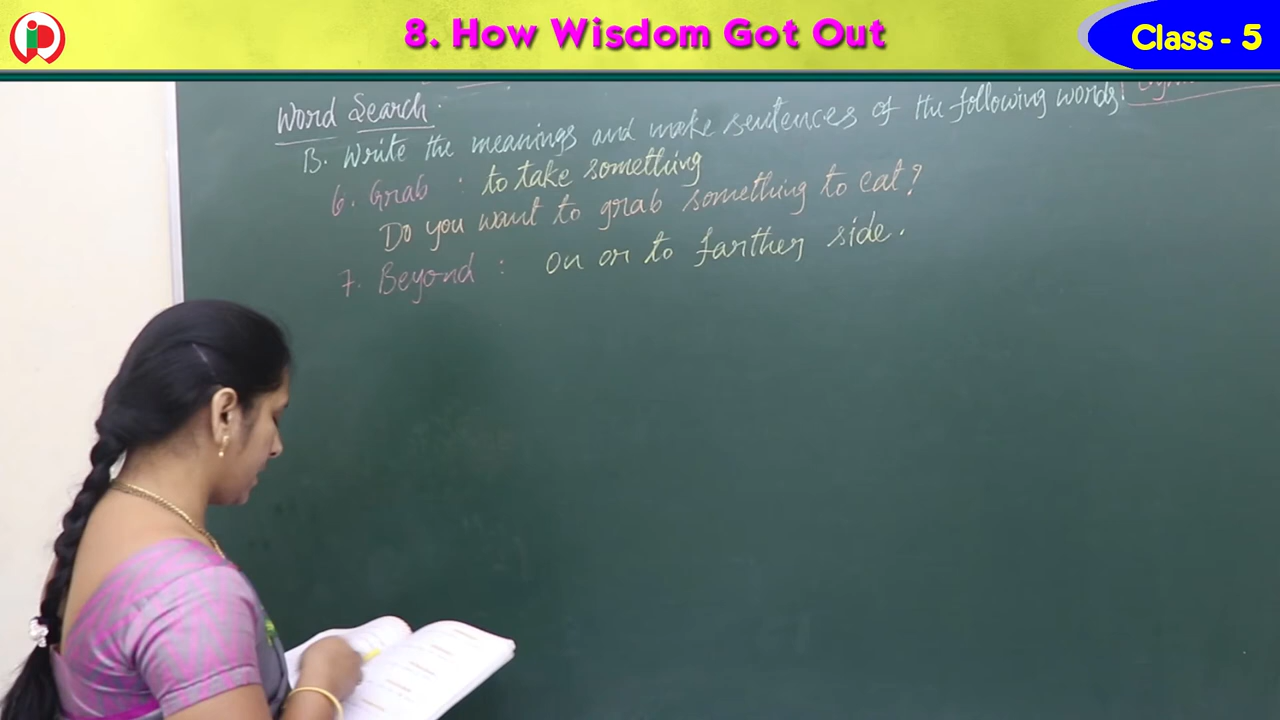 8. How Wisdom Got Out
Class - 5
Word Search.
B. Write the meanings and make sentences of the following words!
6. Grab : to take something
Do you want to grab something to eat?
7. Beyond : On or to farther side.